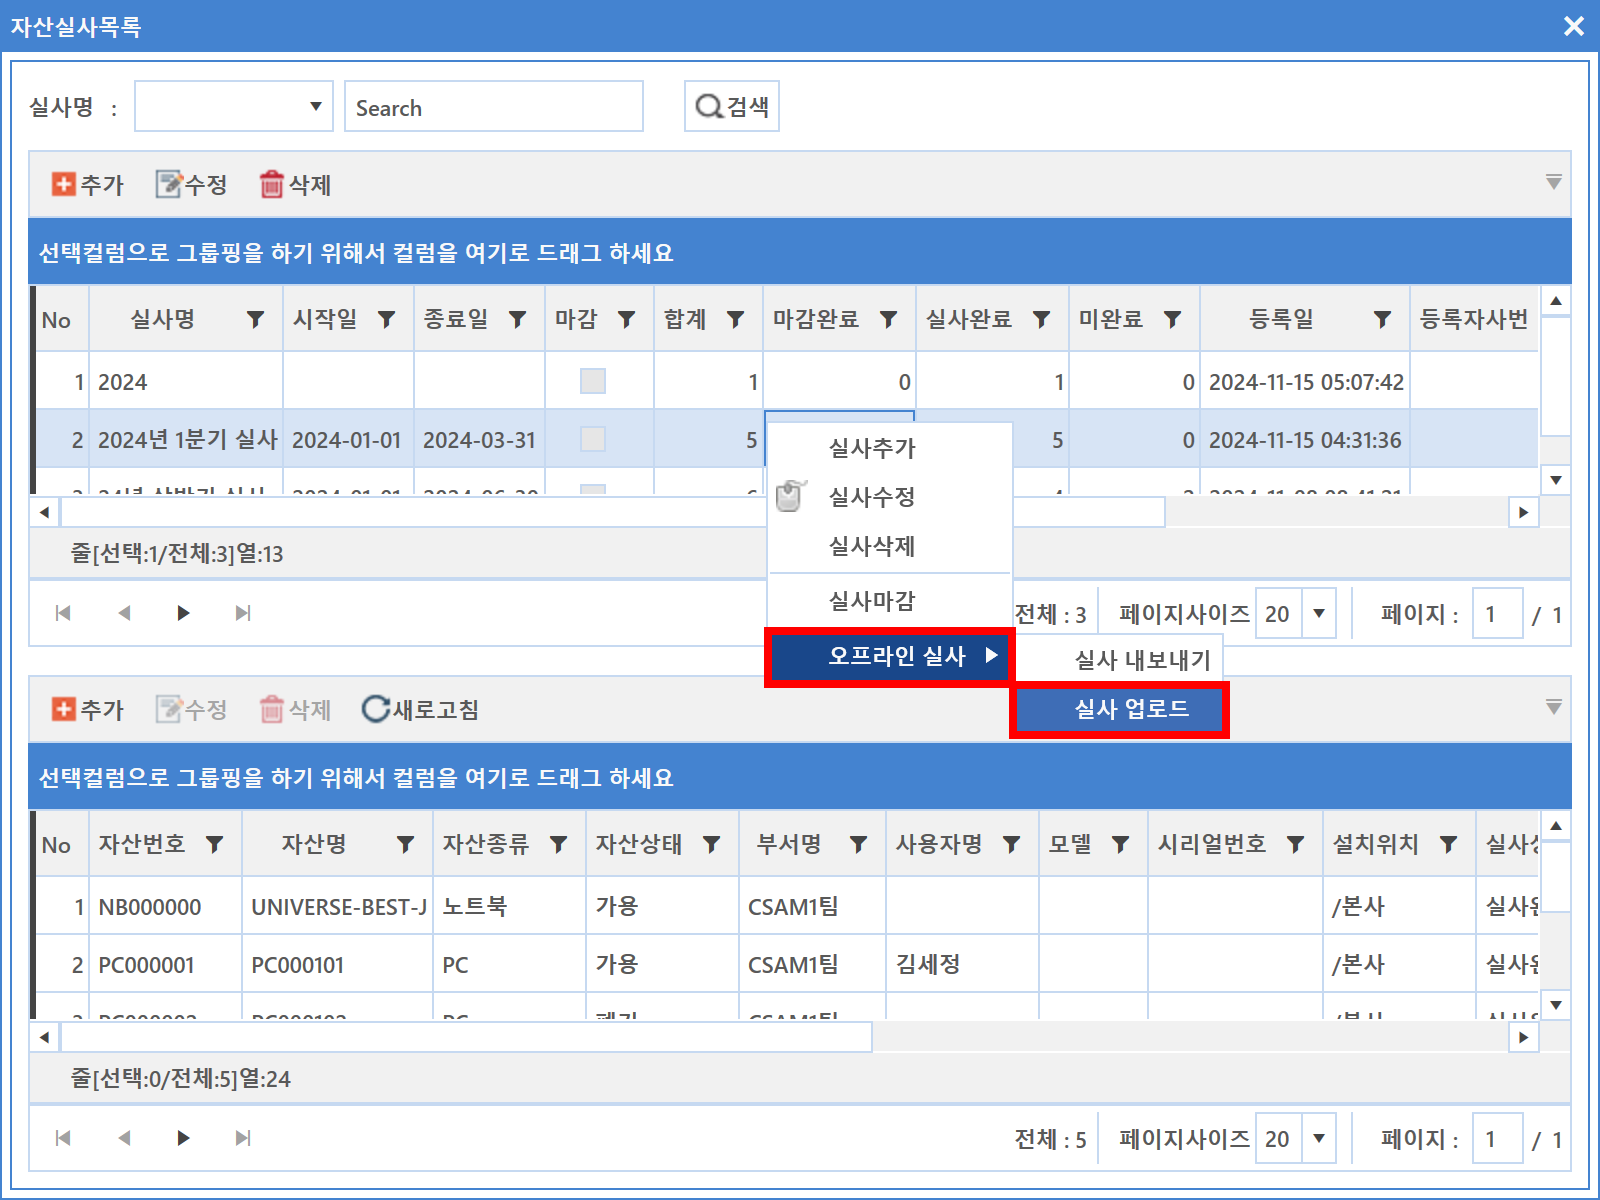 자산실사목록
실사명 : Search 검색
추가 수정 삭제
선택컬럼으로 그룹핑을 하기 위해서 컬럼을 여기로 드래그 하세요
No 실사명 시작일 종료일 마감 합계 마감완료 실사완료 미완료 등록일 등록자사번
1 2024 1 0 1 0 2024-11-15 05:07:42
2 2024년 1분기 실사 2024-01-01 2024-03-31 5 5 0 2024-11-15 04:31:36
실사추가
실사수정
실사삭제
실사마감
오프라인 실사
실사 내보내기
실사 업로드
줄[선택:1/전체:3]열:13
전체 : 3 페이지사이즈 20 페이지 : 1 / 1
추가 수정 삭제 새로고침
선택컬럼으로 그룹핑을 하기 위해서 컬럼을 여기로 드래그 하세요
No 자산번호 자산명 자산종류 자산상태 부서명 사용자명 모델 시리얼번호 설치위치
1 NB000000 UNIVERSE-BEST-J 노트북 가용 CSAM1팀 /본사
2 PC000001 PC000101 PC 가용 CSAM1팀 김세정 /본사
줄[선택:0/전체:5]열:24
전체 : 5 페이지사이즈 20 페이지 : 1 / 1